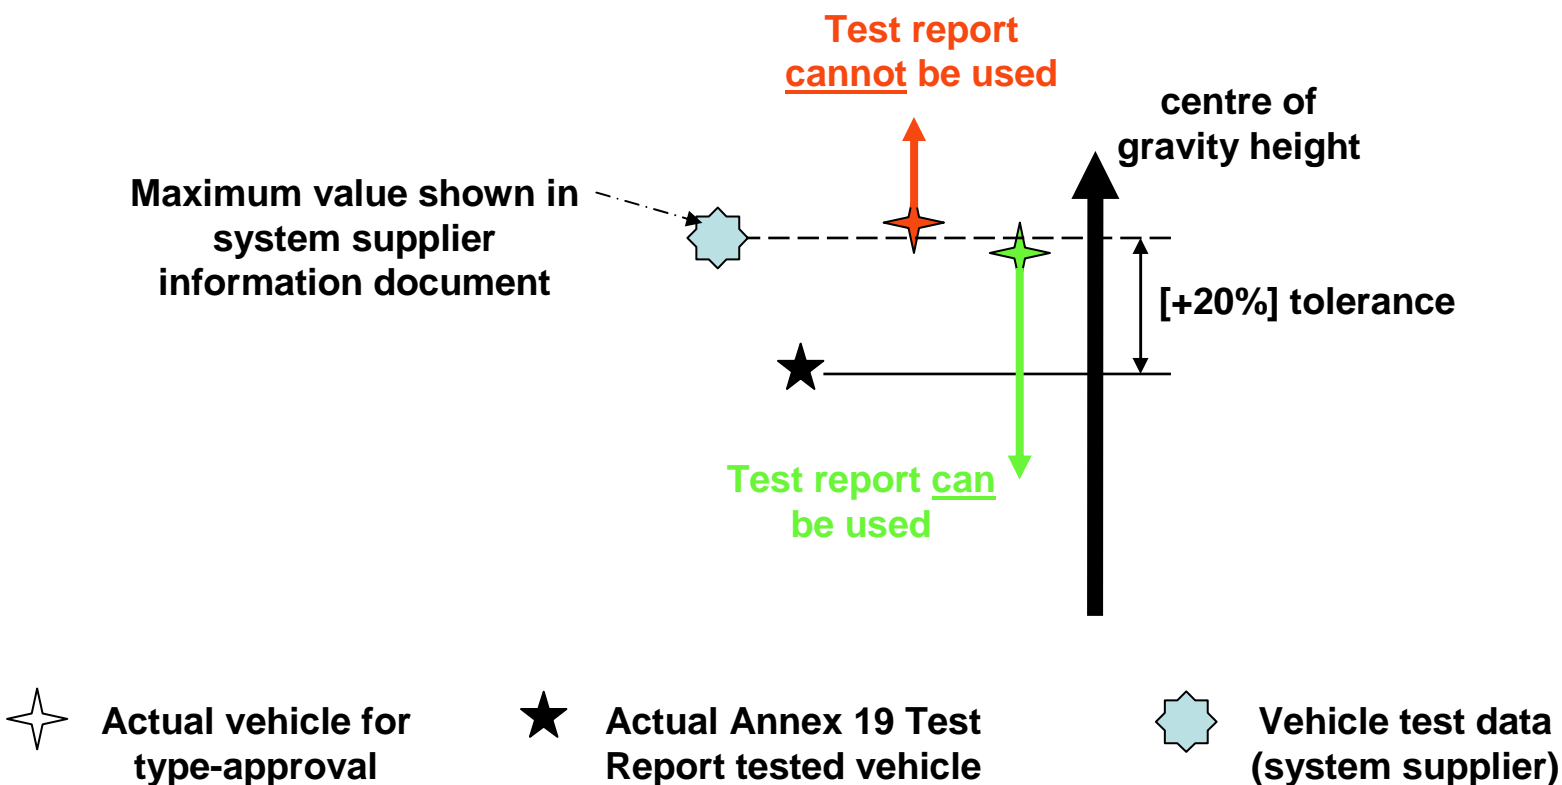 Test report
cannot be used
centre of
gravity height
Maximum value shown in
system supplier
information document
[+20%] tolerance
Test report can
be used
Actual vehicle for
type-approval
Actual Annex 19 Test
Report tested vehicle
Vehicle test data
(system supplier)